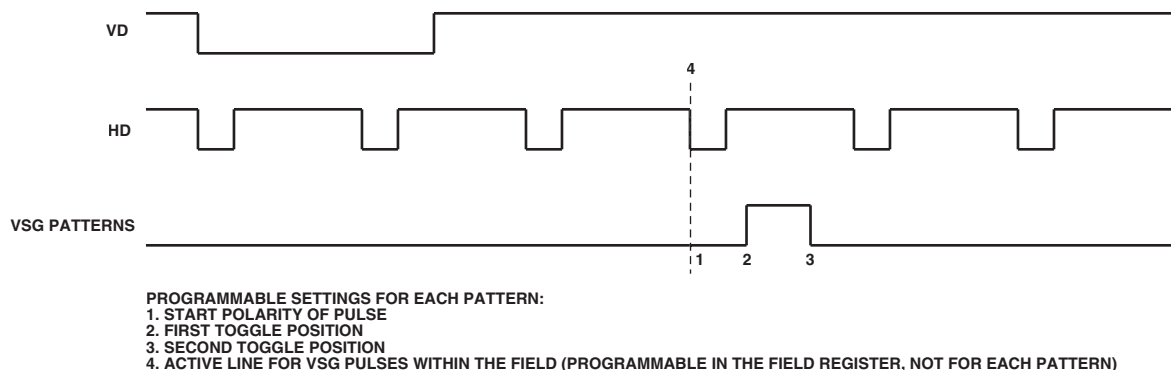 VD
4
HD
VSG PATTERNS
1 2 3
PROGRAMMABLE SETTINGS FOR EACH PATTERN:
1. START POLARITY OF PULSE
2. FIRST TOGGLE POSITION
3. SECOND TOGGLE POSITION
4. ACTIVE LINE FOR VSG PULSES WITHIN THE FIELD (PROGRAMMABLE IN THE FIELD REGISTER, NOT FOR EACH PATTERN)